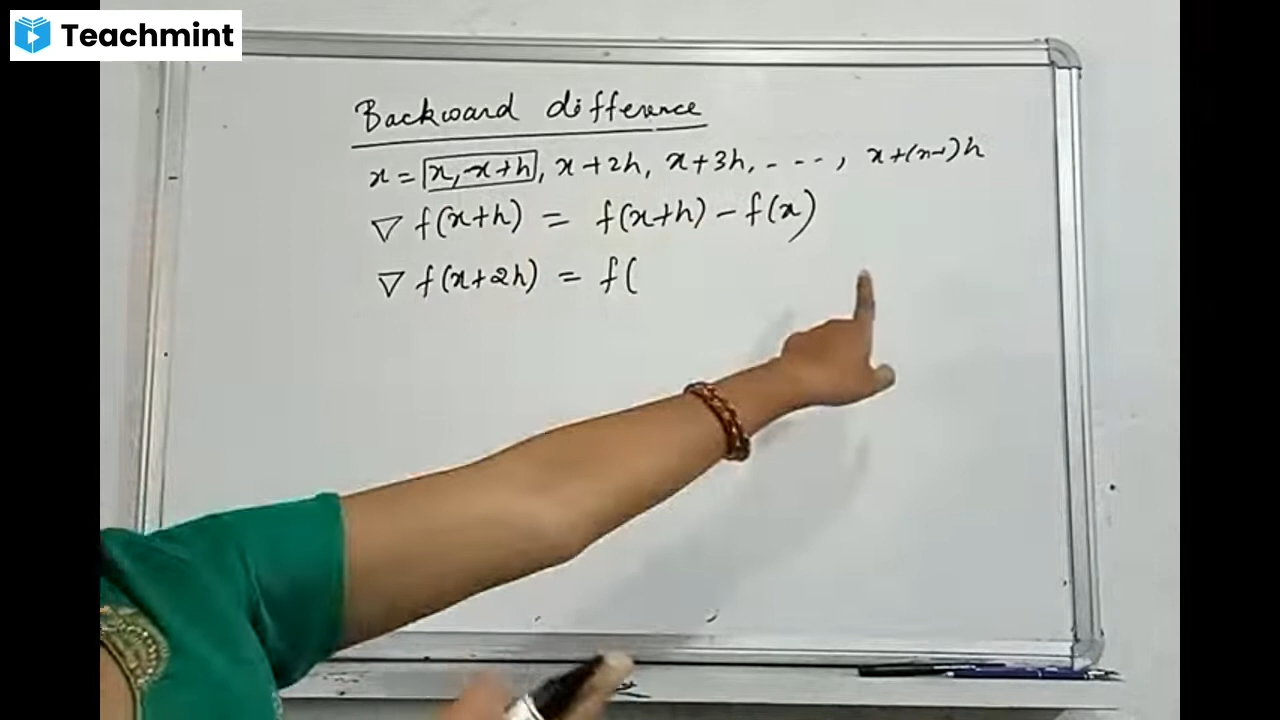 Teachmint
Backward difference
x = x, x+h, x+2h, x+3h, ----, x+(n-1)h
▽ f(x+h) = f(x+h) - f(x)
▽ f(x+2h) = f(